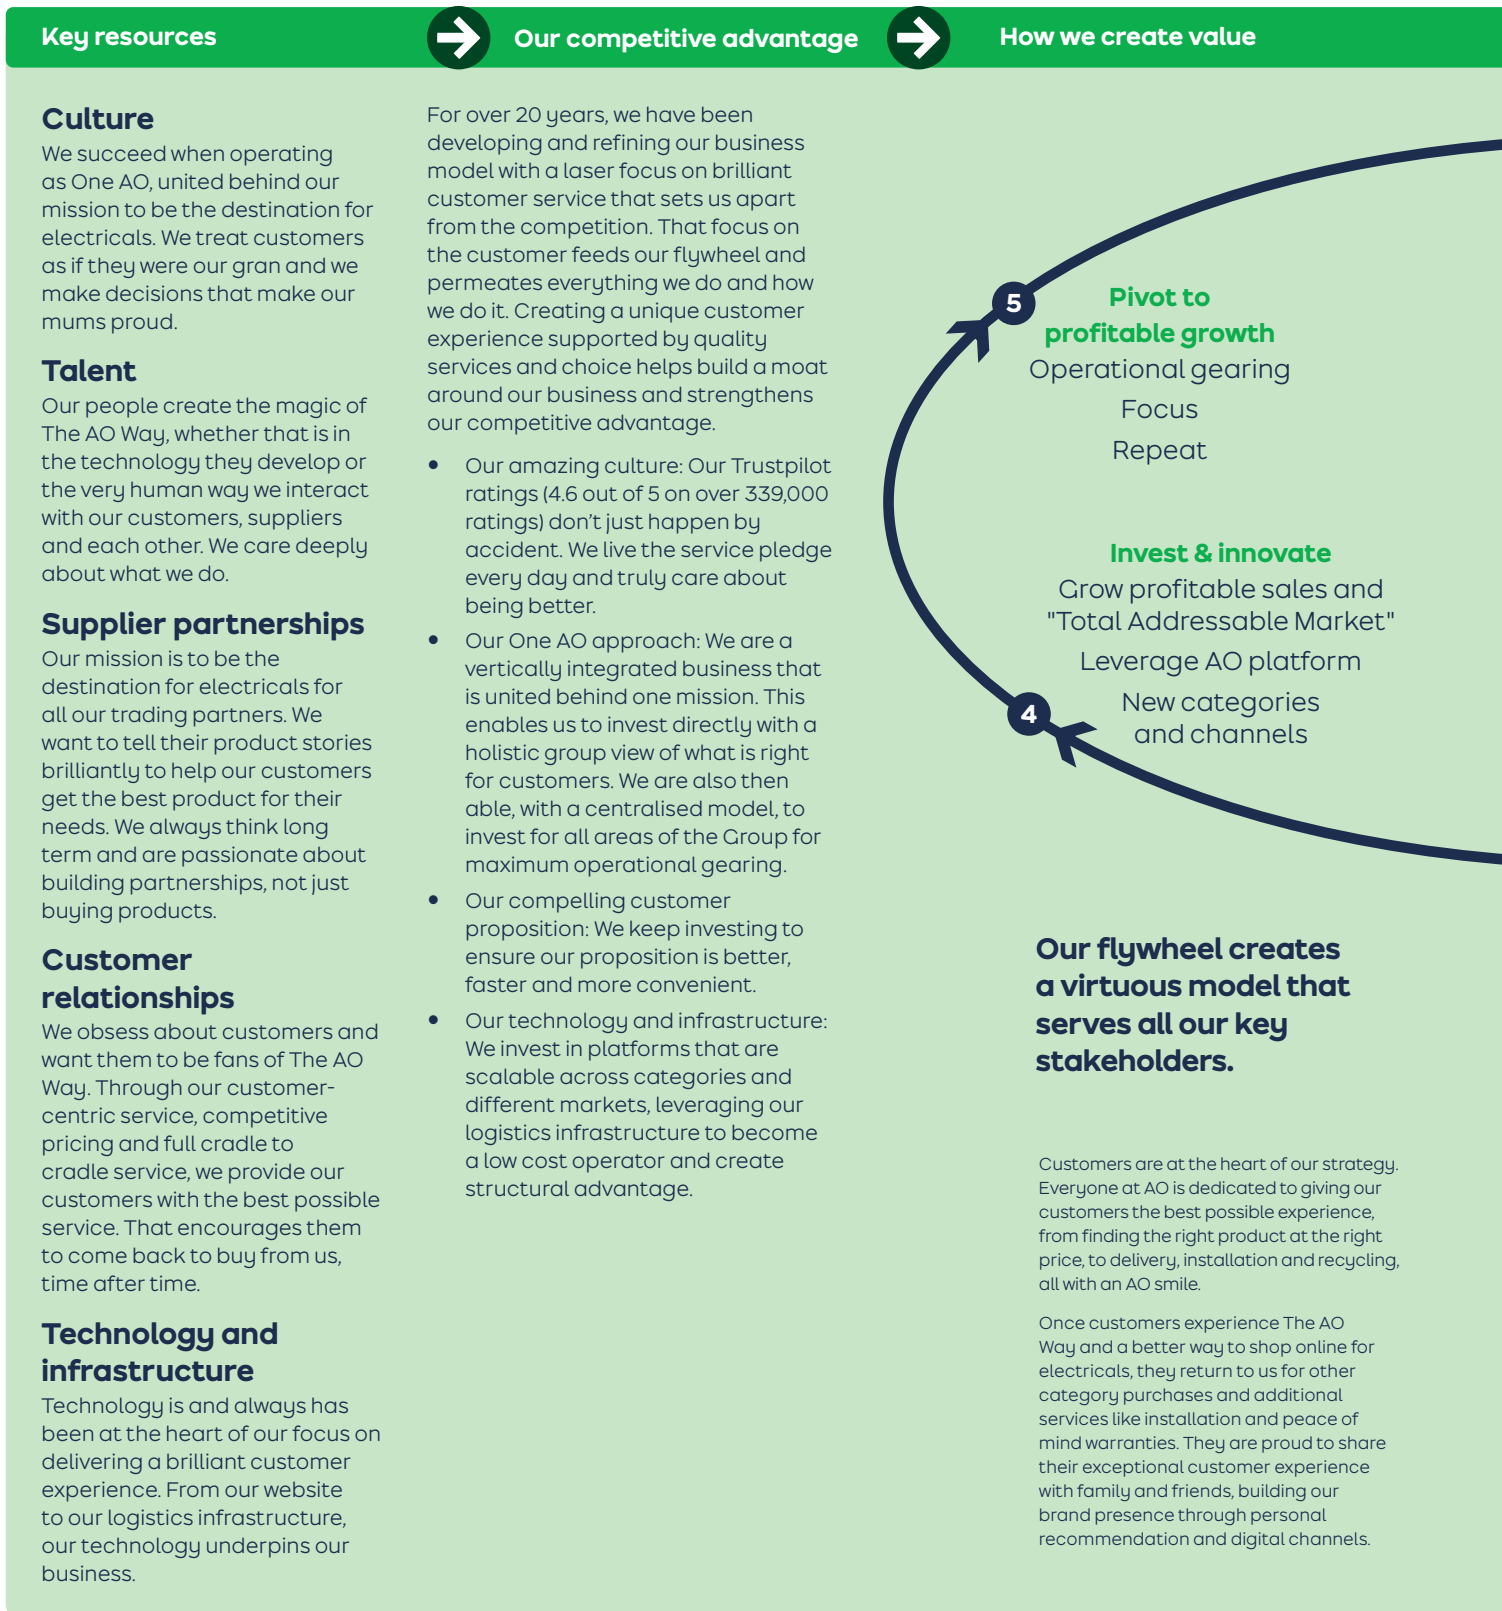 Key resources
Our competitive advantage
How we create value
Culture
We succeed when operating
as One AO, united behind our
mission to be the destination for
electricals. We treat customers
as if they were our gran and we
make decisions that make our
mums proud.
Talent
Our people create the magic of
The AO Way, whether that is in
the technology they develop or
the very human way we interact
with our customers, suppliers
and each other. We care deeply
about what we do.
Supplier partnerships
Our mission is to be the
destination for electricals for
all our trading partners. We
want to tell their product stories
brilliantly to help our customers
get the best product for their
needs. We always think long
term and are passionate about
building partnerships, not just
buying products.
Customer
relationships
We obsess about customers and
want them to be fans of The AO
Way. Through our customer-
centric service, competitive
pricing and full cradle to
cradle service, we provide our
customers with the best possible
service. That encourages them
to come back to buy from us,
time after time.
Technology and
infrastructure
Technology is and always has
been at the heart of our focus on
delivering a brilliant customer
experience. From our website
to our logistics infrastructure,
our technology underpins our
business.
For over 20 years, we have been
developing and refining our business
model with a laser focus on brilliant
customer service that sets us apart
from the competition. That focus on
the customer feeds our flywheel and
permeates everything we do and how
we do it. Creating a unique customer
experience supported by quality
services and choice helps build a moat
around our business and strengthens
our competitive advantage.
• Our amazing culture: Our Trustpilot
ratings (4.6 out of 5 on over 339,000
ratings) don’t just happen by
accident. We live the service pledge
every day and truly care about
being better.
• Our One AO approach: We are a
vertically integrated business that
is united behind one mission. This
enables us to invest directly with a
holistic group view of what is right
for customers. We are also then
able, with a centralised model, to
invest for all areas of the Group for
maximum operational gearing.
• Our compelling customer
proposition: We keep investing to
ensure our proposition is better,
faster and more convenient.
• Our technology and infrastructure:
We invest in platforms that are
scalable across categories and
different markets, leveraging our
logistics infrastructure to become
a low cost operator and create
structural advantage.
5
Pivot to
profitable growth
Operational gearing
Focus
Repeat
Invest & innovate
Grow profitable sales and
"Total Addressable Market"
Leverage AO platform
New categories
and channels
4
Our flywheel creates
a virtuous model that
serves all our key
stakeholders.
Customers are at the heart of our strategy.
Everyone at AO is dedicated to giving our
customers the best possible experience,
from finding the right product at the right
price, to delivery, installation and recycling,
all with an AO smile.
Once customers experience The AO
Way and a better way to shop online for
electricals, they return to us for other
category purchases and additional
services like installation and peace of
mind warranties. They are proud to share
their exceptional customer experience
with family and friends, building our
brand presence through personal
recommendation and digital channels.